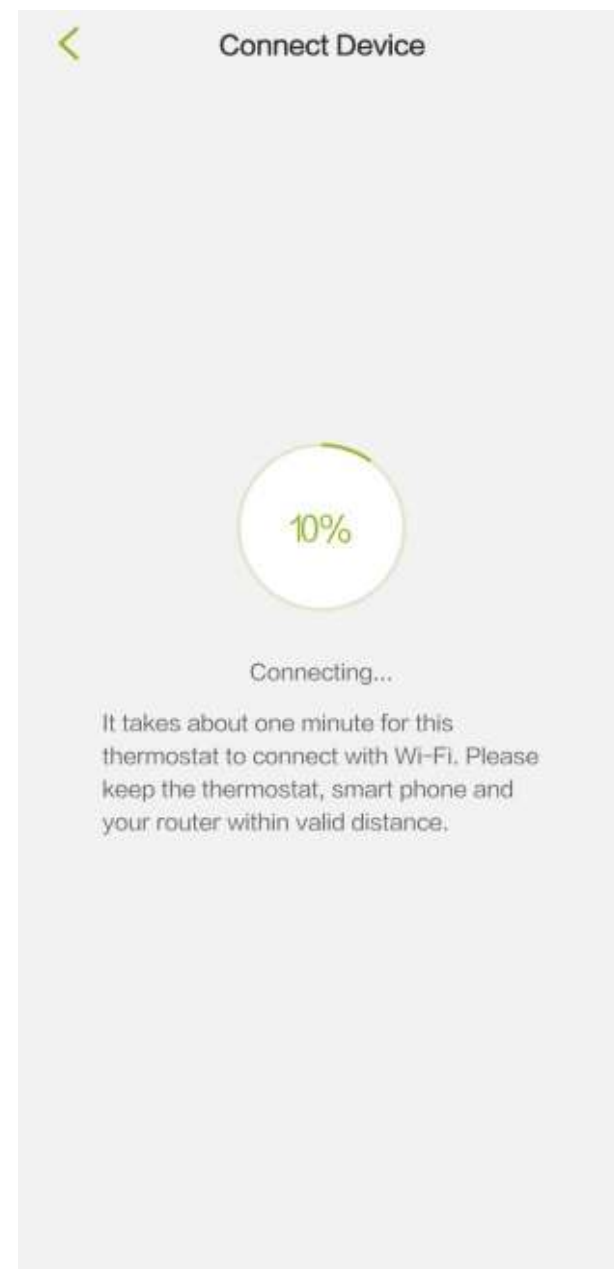 Connect Device
10%
Connecting...
It takes about one minute for this
thermostat to connect with Wi-Fi. Please
keep the thermostat, smart phone and
your router within valid distance.